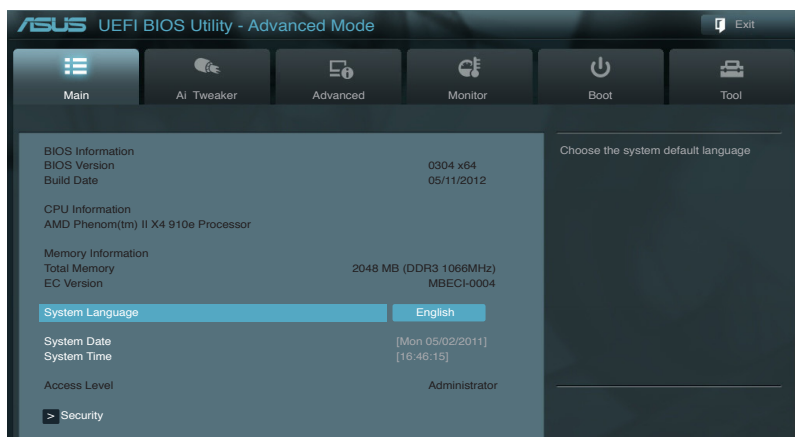 ASUS UEFI BIOS Utility - Advanced Mode
Exit
Main Ai Tweaker Advanced Monitor Boot Tool
BIOS Information
BIOS Version 0304 x64
Build Date 05/11/2012
CPU Information
AMD Phenom(tm) II X4 910e Processor
Memory Information
Total Memory 2048 MB (DDR3 1066MHz)
EC Version MBECI-0004
System Language English
System Date [Mon 05/02/2011]
System Time [16:46:15]
Access Level Administrator
> Security
Choose the system default language